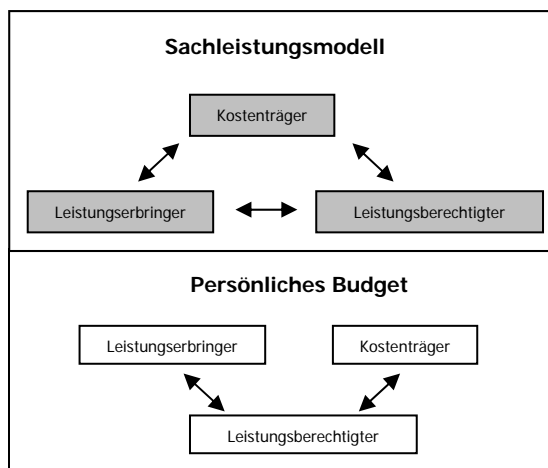 Sachleistungsmodell
Kostenträger
Leistungserbringer
Leistungsberechtigter
Persönliches Budget
Leistungserbringer
Kostenträger
Leistungsberechtigter